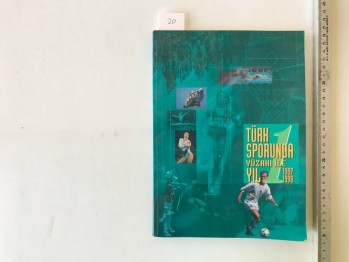 20
TÜRK
SPORUNDA
YÜZAKI İLE
YIL
1
1997
1998